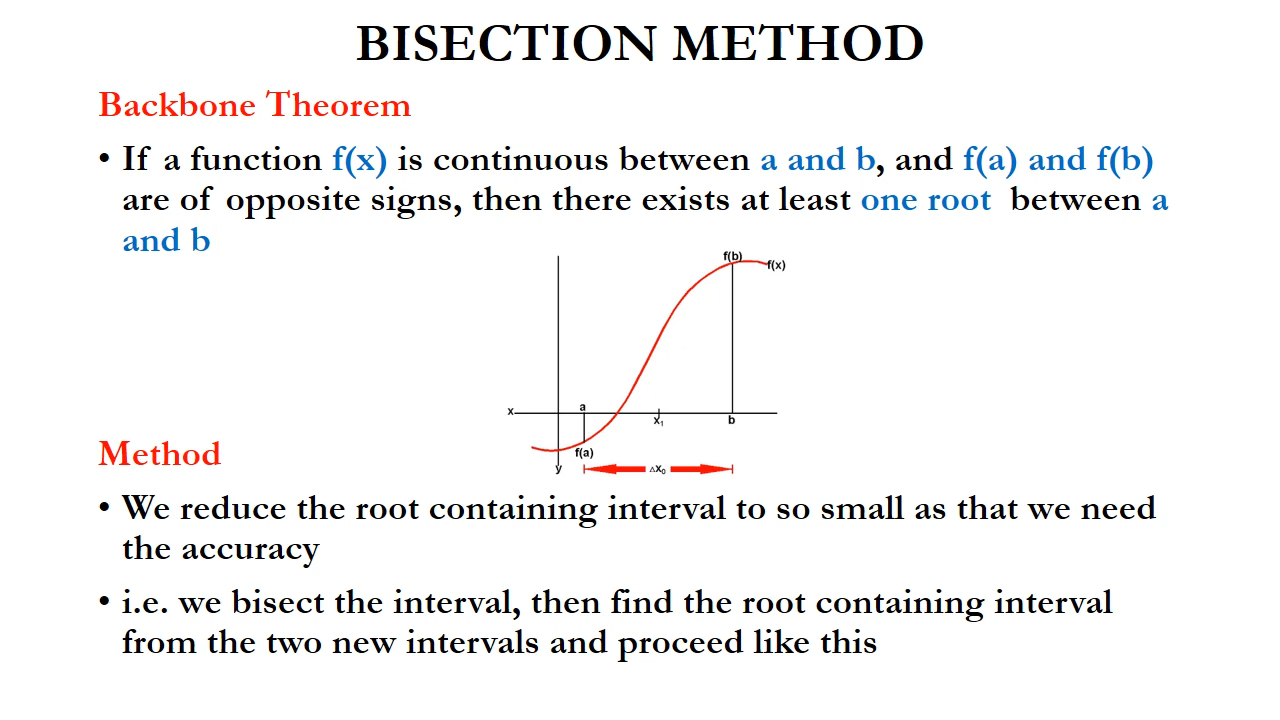 BISECTION METHOD
Backbone Theorem
• If a function f(x) is continuous between a and b, and f(a) and f(b)
are of opposite signs, then there exists at least one root between a
and b
f(b)
f(x)
x
a
x₁
b
f(a)
y
△x₀
Method
• We reduce the root containing interval to so small as that we need
the accuracy
• i.e. we bisect the interval, then find the root containing interval
from the two new intervals and proceed like this